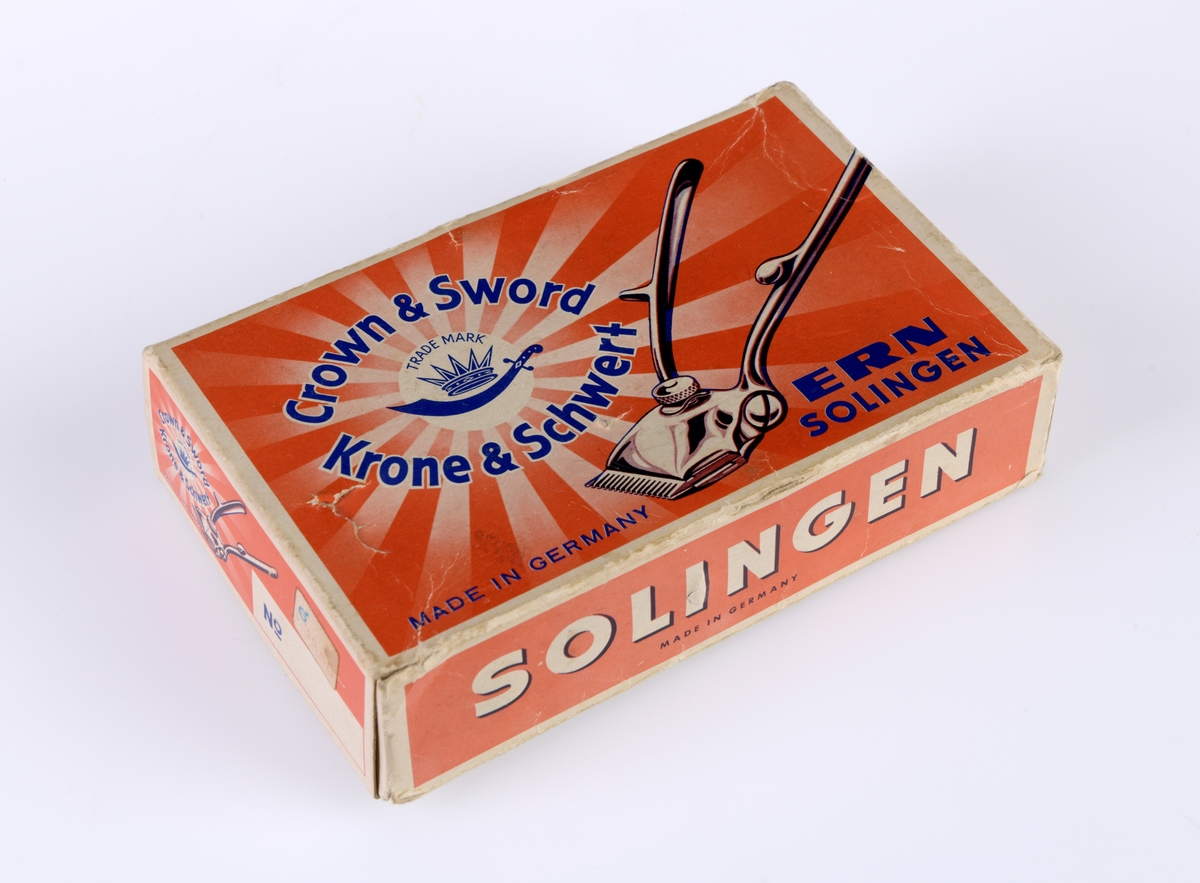 Crown & Sword
TRADE MARK
Krone & Schwert
ERN
SOLINGEN
MADE IN GERMANY
SOLINGEN
MADE IN GERMANY
Crown & Sword
Krone & Schwert
Nº